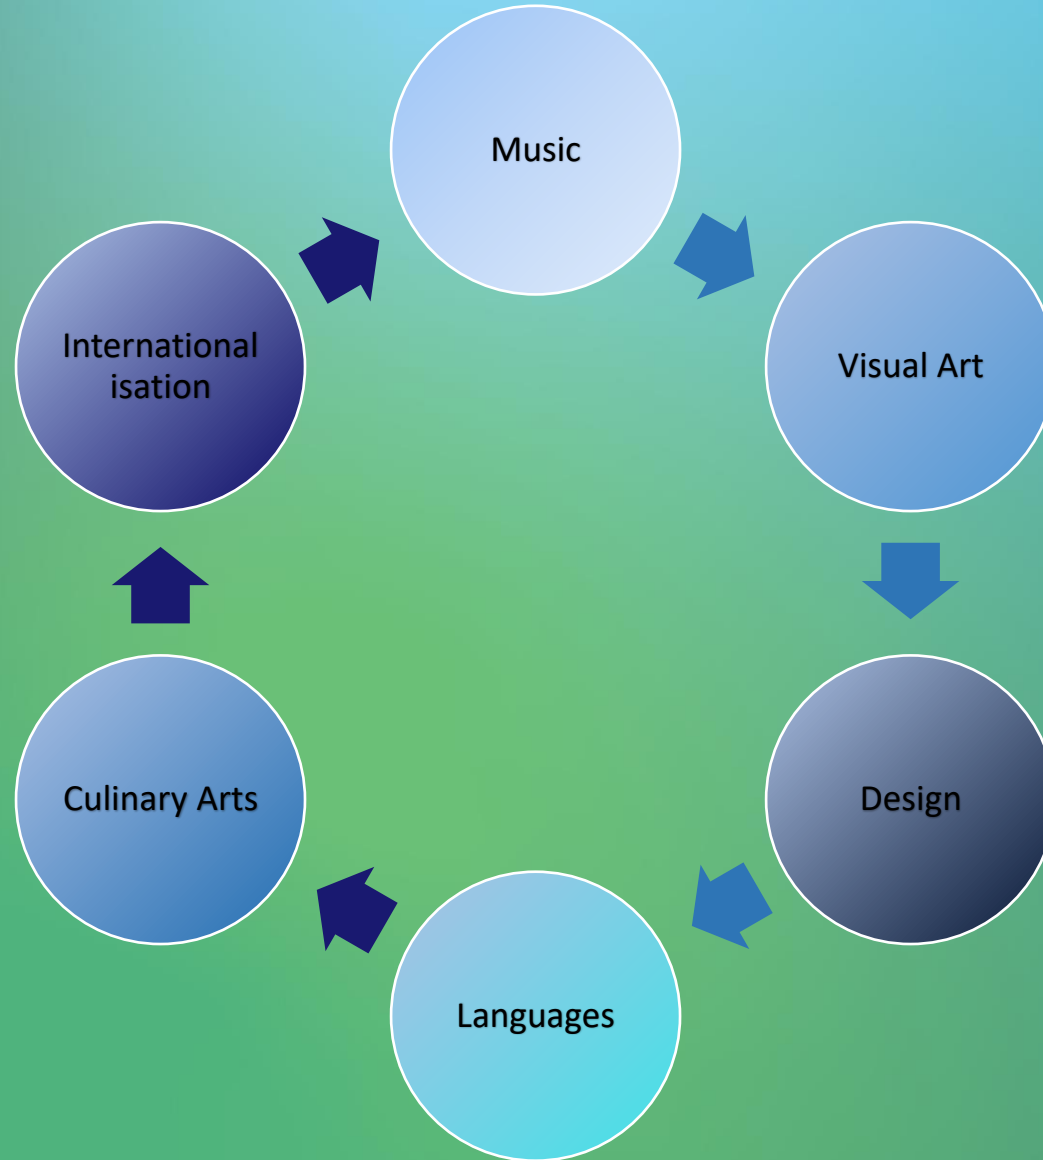 Music
Visual Art
Design
Languages
Culinary Arts
International
isation